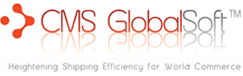 CMS GlobalSoft™
Heightening Shipping Efficiency for World Commerce